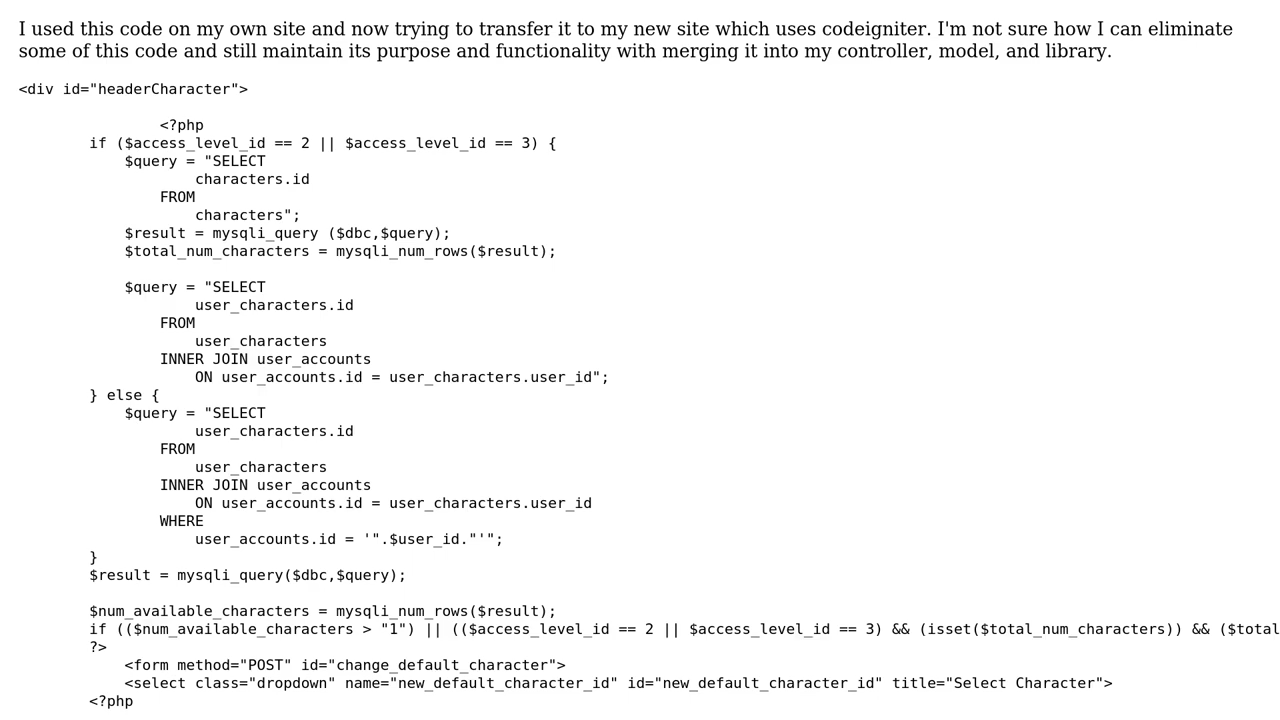 I used this code on my own site and now trying to transfer it to my new site which uses codeigniter. I'm not sure how I can eliminate
some of this code and still maintain its purpose and functionality with merging it into my controller, model, and library.
<div id="headerCharacter">
<?php
if ($access_level_id == 2 || $access_level_id == 3) {
$query = "SELECT
characters.id
FROM
characters";
$result = mysqli_query ($dbc,$query);
$total_num_characters = mysqli_num_rows($result);
$query = "SELECT
user_characters.id
FROM
user_characters
INNER JOIN user_accounts
ON user_accounts.id = user_characters.user_id";
} else {
$query = "SELECT
user_characters.id
FROM
user_characters
INNER JOIN user_accounts
ON user_accounts.id = user_characters.user_id
WHERE
user_accounts.id = '".$user_id."'";
}
$result = mysqli_query($dbc,$query);
$num_available_characters = mysqli_num_rows($result);
if (($num_available_characters > "1") || (($access_level_id == 2 || $access_level_id == 3) && (isset($total_num_characters)) && ($total
?>
<form method="POST" id="change_default_character">
<select class="dropdown" name="new_default_character_id" id="new_default_character_id" title="Select Character">
<?php